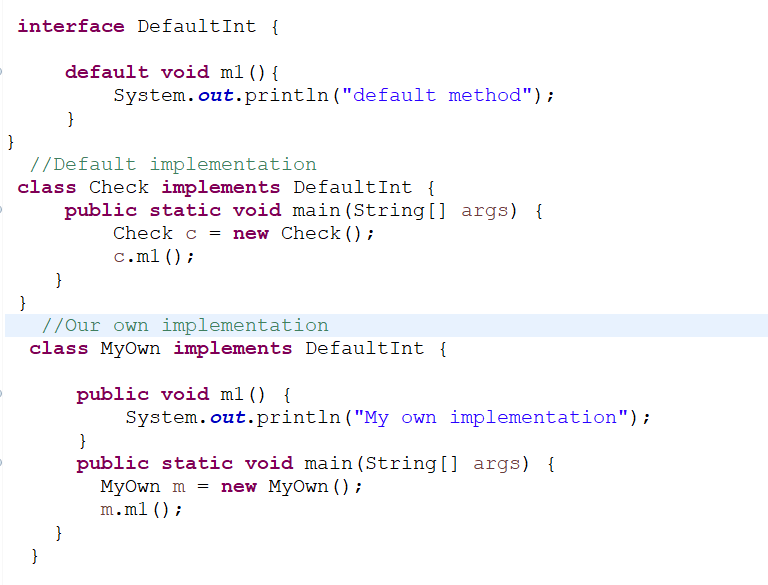 interface DefaultInt {
default void m1(){
System.out.println("default method");
}
}
//Default implementation
class Check implements DefaultInt {
public static void main(String[] args) {
Check c = new Check();
c.m1();
}
}
//Our own implementation
class MyOwn implements DefaultInt {
public void m1() {
System.out.println("My own implementation");
}
public static void main(String[] args) {
MyOwn m = new MyOwn();
m.m1();
}
}